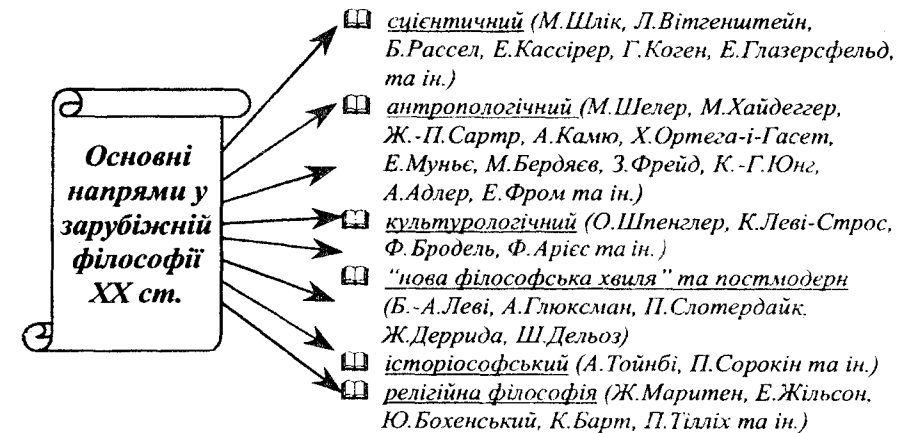 Основні
напрями у
зарубіжній
філософії
XX ст.
сцієнтичний (М.Шлік, Л.Вітгенштейн,
Б.Рассел, Е.Кассірер, Г.Коген, Е.Глазерсфельд,
та ін.)
антропологічний (М.Шелер, М.Хайдеггер,
Ж.-П.Сартр, А.Камю, Х.Ортега-і-Гасет,
Е.Муньє, М.Бердяєв, З.Фрейд, К.-Г.Юнг,
А.Адлер, Е.Фром та ін.)
культурологічний (О.Шпенглер, К.Леві-Строс,
Ф.Бродель, Ф.Арієс та ін.)
"нова філософська хвиля" та постмодерн
(Б.-А.Леві, А.Глюксман, П.Слотердайк.
Ж.Деррида, Ш.Дельоз)
історіософський (А.Тойнбі, П.Сорокін та ін.)
релігійна філософія (Ж.Маритен, Е.Жільсон,
Ю.Бохенський, К.Барт, П.Тілліх та ін.)